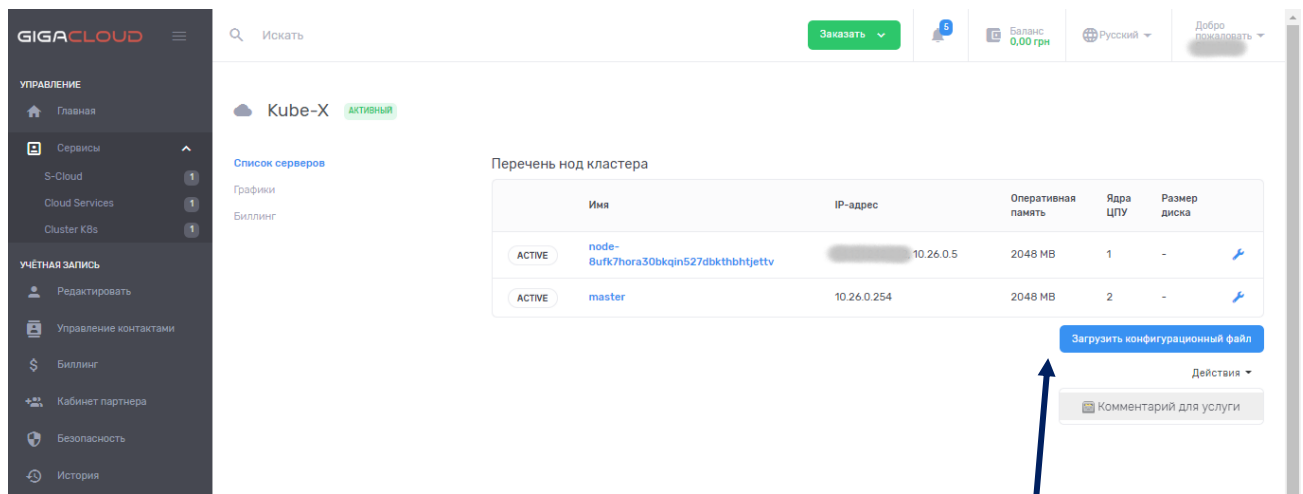 GIGACLOUD
Искать
Заказать
5
Баланс
0,00 грн
Русский
Добро
пожаловать
УПРАВЛЕНИЕ
Главная
Сервисы
S-Cloud 1
Cloud Services 1
Cluster K8s 1
УЧЁТНАЯ ЗАПИСЬ
Редактировать
Управление контактами
$ Биллинг
Кабинет партнера
Безопасность
История
Kube-X АКТИВНЫЙ
Список серверов
Графики
Биллинг
Перечень нод кластера
Имя IP-адрес Оперативная память Ядра ЦПУ Размер диска
ACTIVE node-
8ufk7hora30bkqin527dbkthbhtjettv 10.26.0.5 2048 MB 1 -
ACTIVE master 10.26.0.254 2048 MB 2 -
Загрузить конфигурационный файл
Действия
Комментарий для услуги